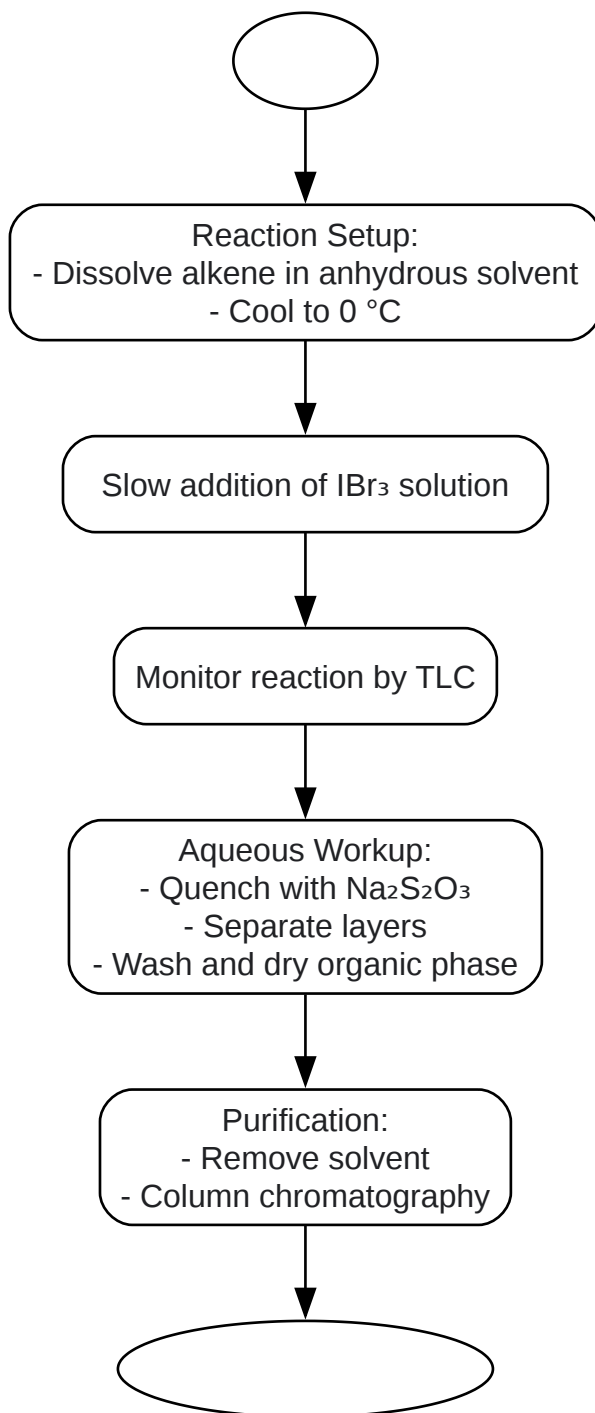 Reaction Setup:
- Dissolve alkene in anhydrous solvent
- Cool to 0 °C
Slow addition of IBr₃ solution
Monitor reaction by TLC
Aqueous Workup:
- Quench with Na₂S₂O₃
- Separate layers
- Wash and dry organic phase
Purification:
- Remove solvent
- Column chromatography